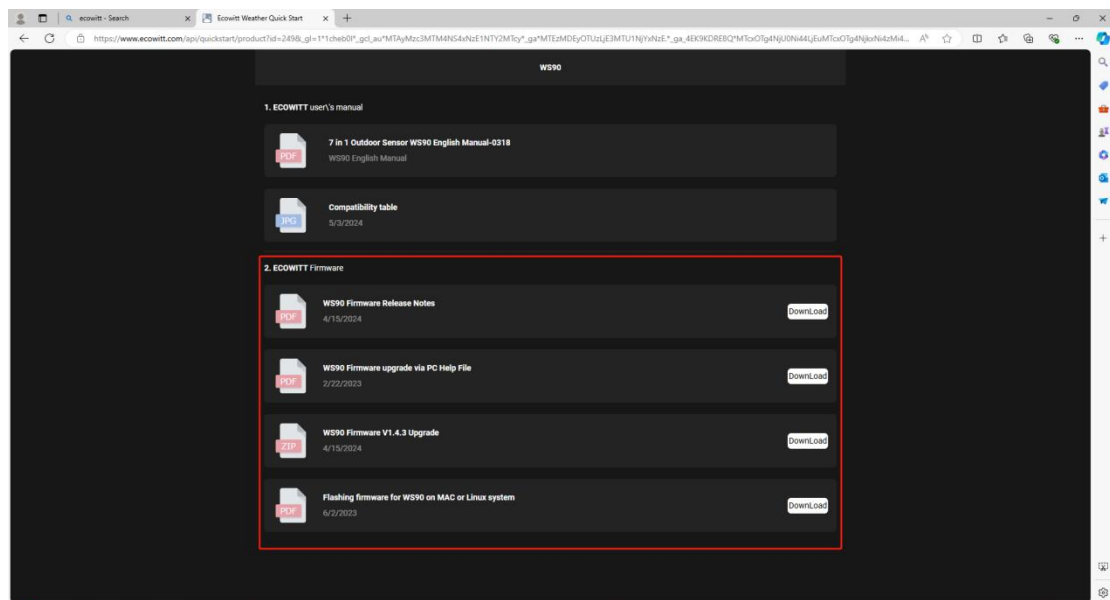 ecowitt - Search
Ecowitt Weather Quick Start
WS90
1. ECOWITT user\'s manual
PDF
7 in 1 Outdoor Sensor WS90 English Manual-0318
WS90 English Manual
JPG
Compatibility table
5/3/2024
2. ECOWITT Firmware
PDF
WS90 Firmware Release Notes
4/15/2024
DownLoad
PDF
WS90 Firmware upgrade via PC Help File
2/22/2023
DownLoad
ZIP
WS90 Firmware V1.4.3 Upgrade
4/15/2024
DownLoad
PDF
Flashing firmware for WS90 on MAC or Linux system
6/2/2023
DownLoad